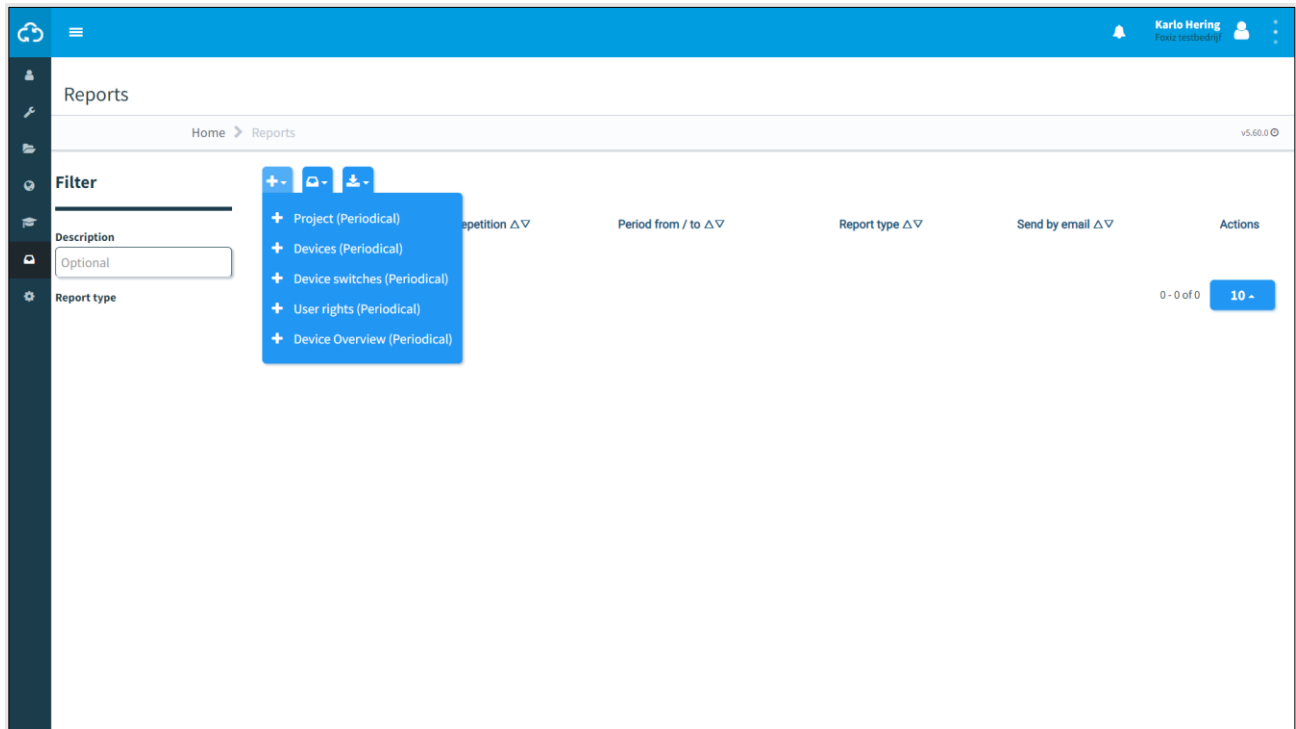 Karlo Hering
Foxiz testbedrijf
Reports
Home Reports
v5.60.0
Filter
Description
Optional
Report type
Project (Periodical)
Devices (Periodical)
Device switches (Periodical)
User rights (Periodical)
Device Overview (Periodical)
epetition Period from / to Report type Send by email Actions
0 - 0 of 0 10